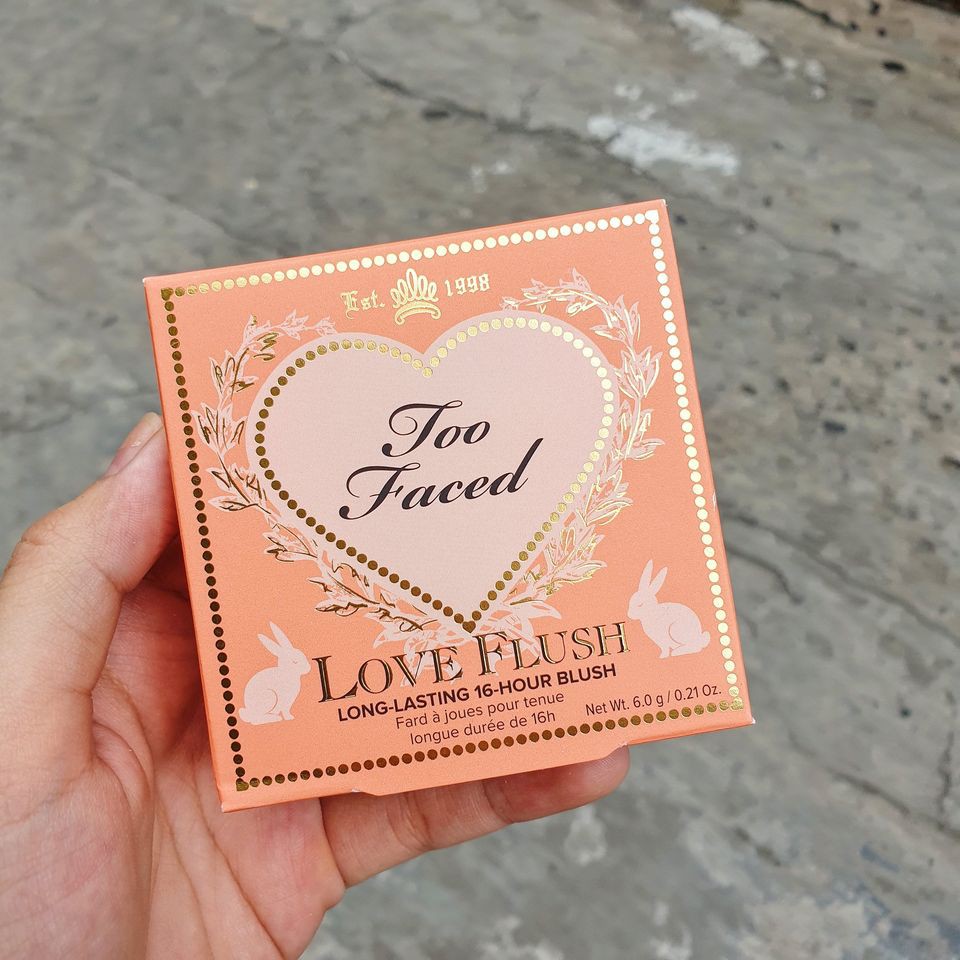 Est. 1998
Too
Faced
LOVE FLUSH
LONG-LASTING 16-HOUR BLUSH
Fard à joues pour tenue
longue durée de 16h
Net Wt. 6.0 g / 0.21 Oz.